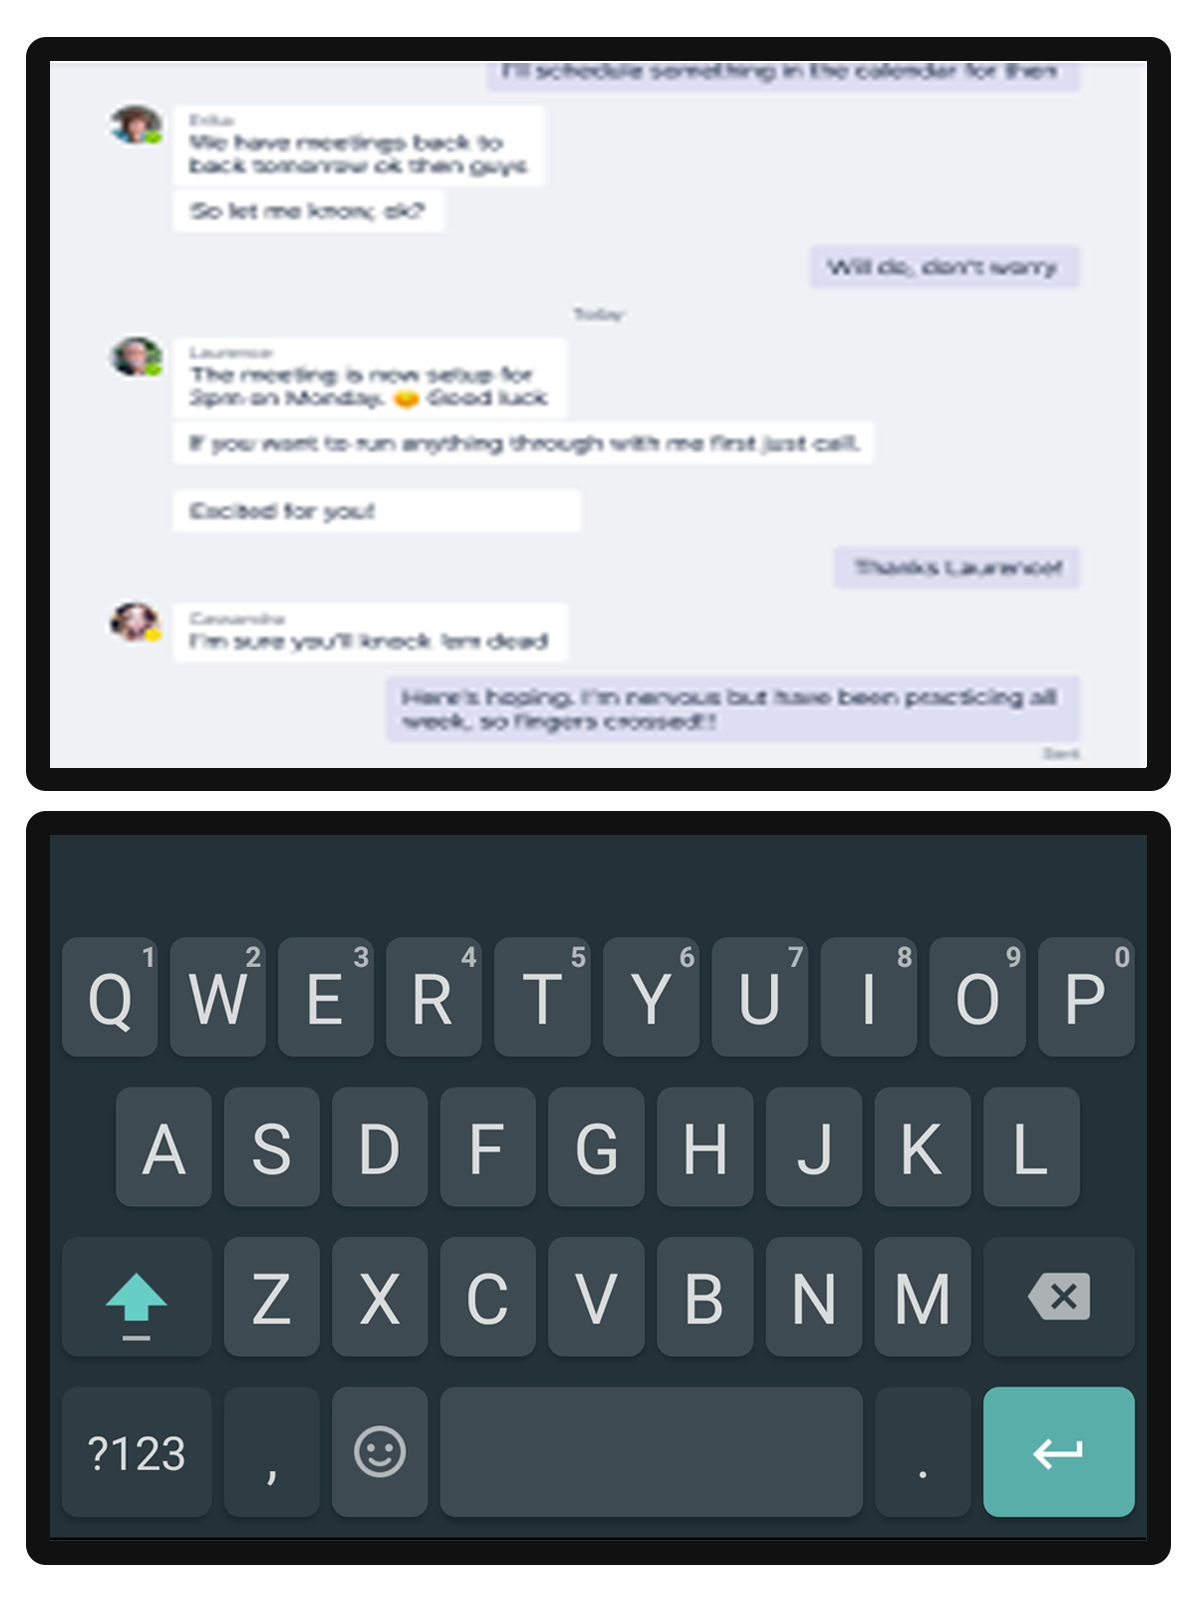 I'll schedule something in the calendar for then
Erika
We have meetings back to
back tomorrow ok then guys
So let me know, ok?
Will do, don't worry
Today
Laurence
The meeting is now setup for
on Monday. 😀 Good luck
If you want to run anything through with me first just call.
Excited for you!
Thanks Laurence!
Cassandra
I'm sure you'll knock 'em dead
Here's hoping. I'm nervous but have been practicing all
week, so fingers crossed!!
Sent
1 2 3 4 5 6 7 8 9 0
Q W E R T Y U I O P
A S D F G H J K L
Z X C V B N M
?123 , .